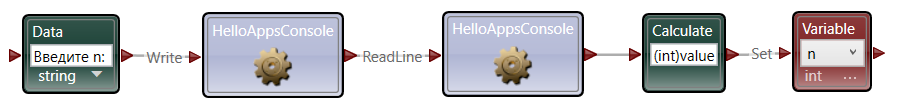 Data
Введите n:
string
Write
HelloAppsConsole
ReadLine
HelloAppsConsole
Calculate
(int)value
Set
Variable
n
int ...